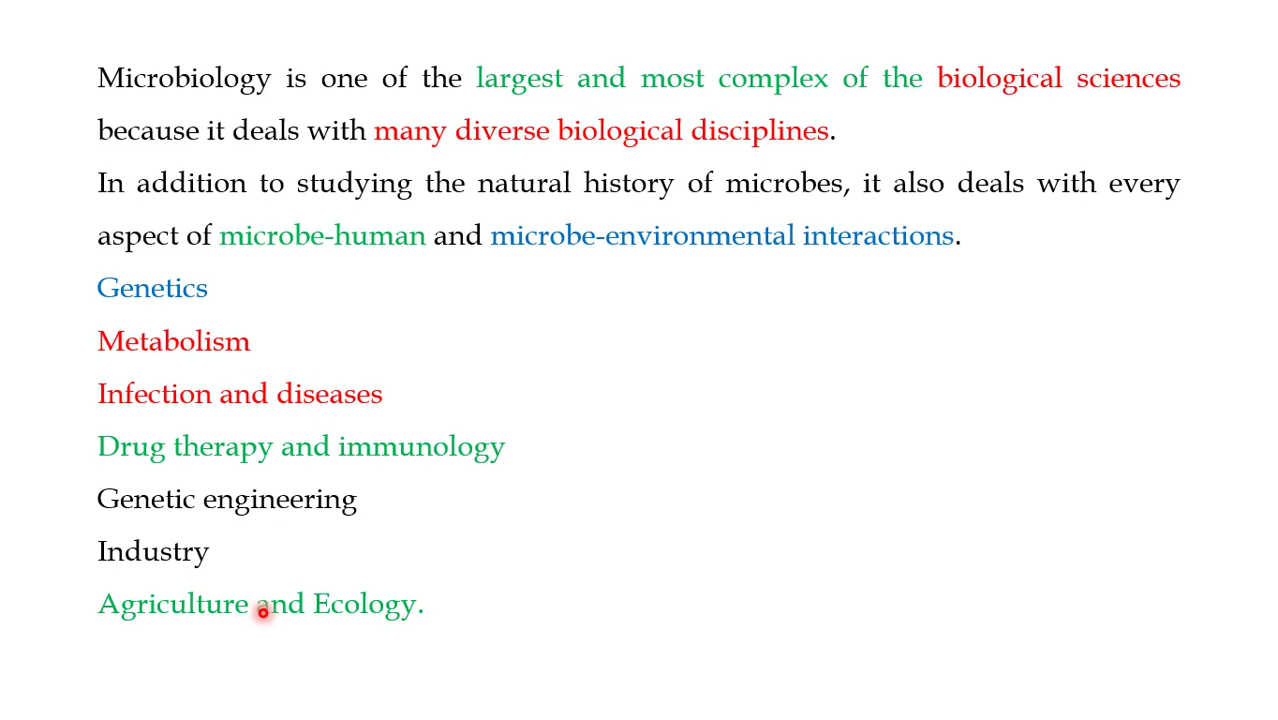 Microbiology is one of the largest and most complex of the biological sciences
because it deals with many diverse biological disciplines.
In addition to studying the natural history of microbes, it also deals with every
aspect of microbe-human and microbe-environmental interactions.
Genetics
Metabolism
Infection and diseases
Drug therapy and immunology
Genetic engineering
Industry
Agriculture and Ecology.